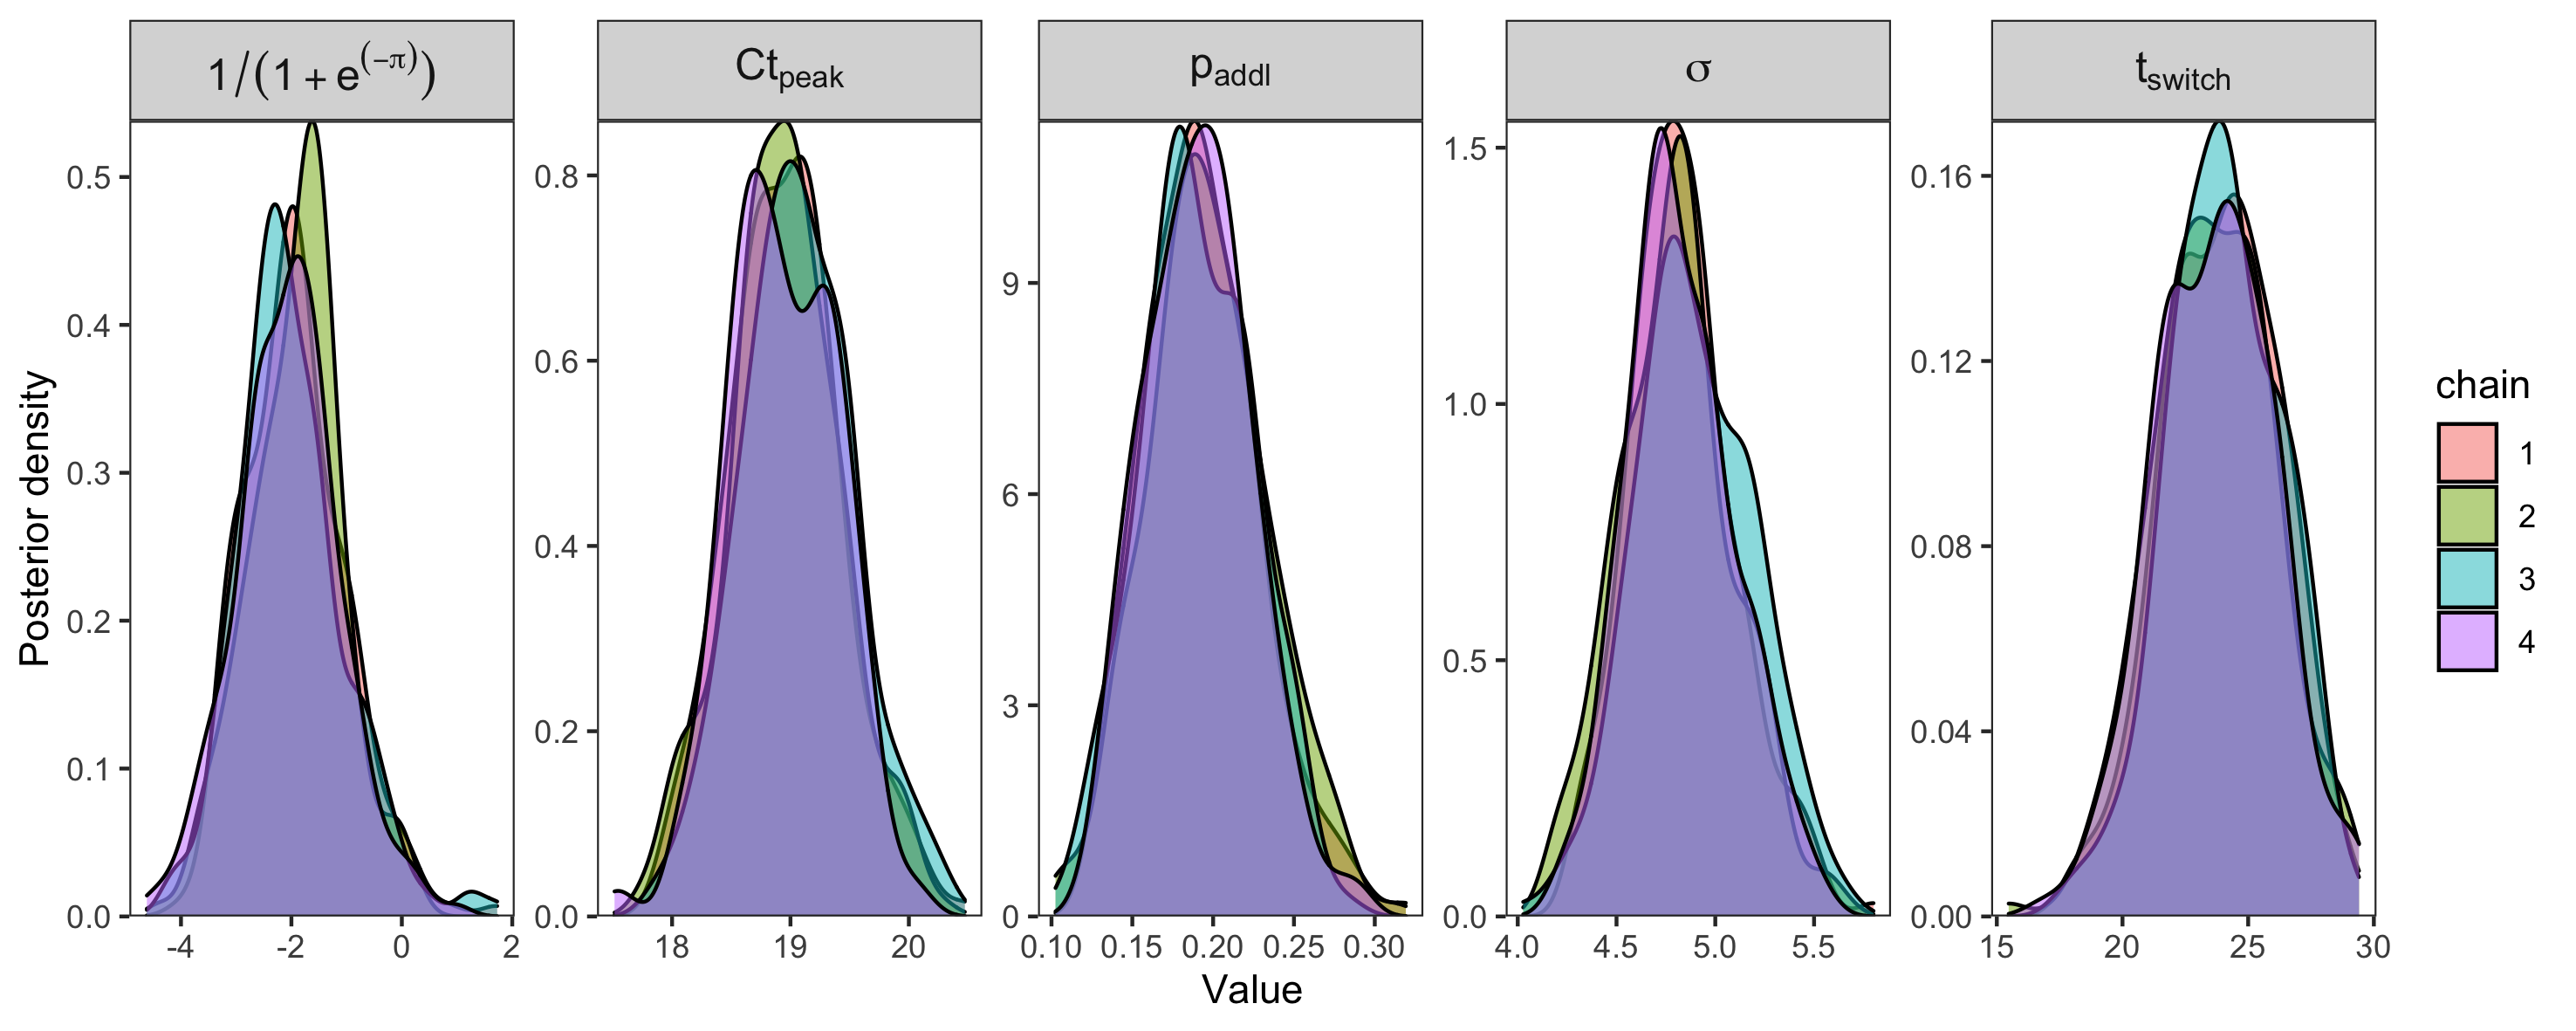 1/(1 + e^(−π))
Ct_peak
p_addl
σ
t_switch
Posterior density
0.5
0.4
0.3
0.2
0.1
0.0
-4 -2 0 2
0.8
0.6
0.4
0.2
0.0
18 19 20
9
6
3
0
0.10 0.15 0.20 0.25 0.30
1.5
1.0
0.5
0.0
4.0 4.5 5.0 5.5
0.16
0.12
0.08
0.04
0.00
15 20 25 30
Value
chain
1
2
3
4